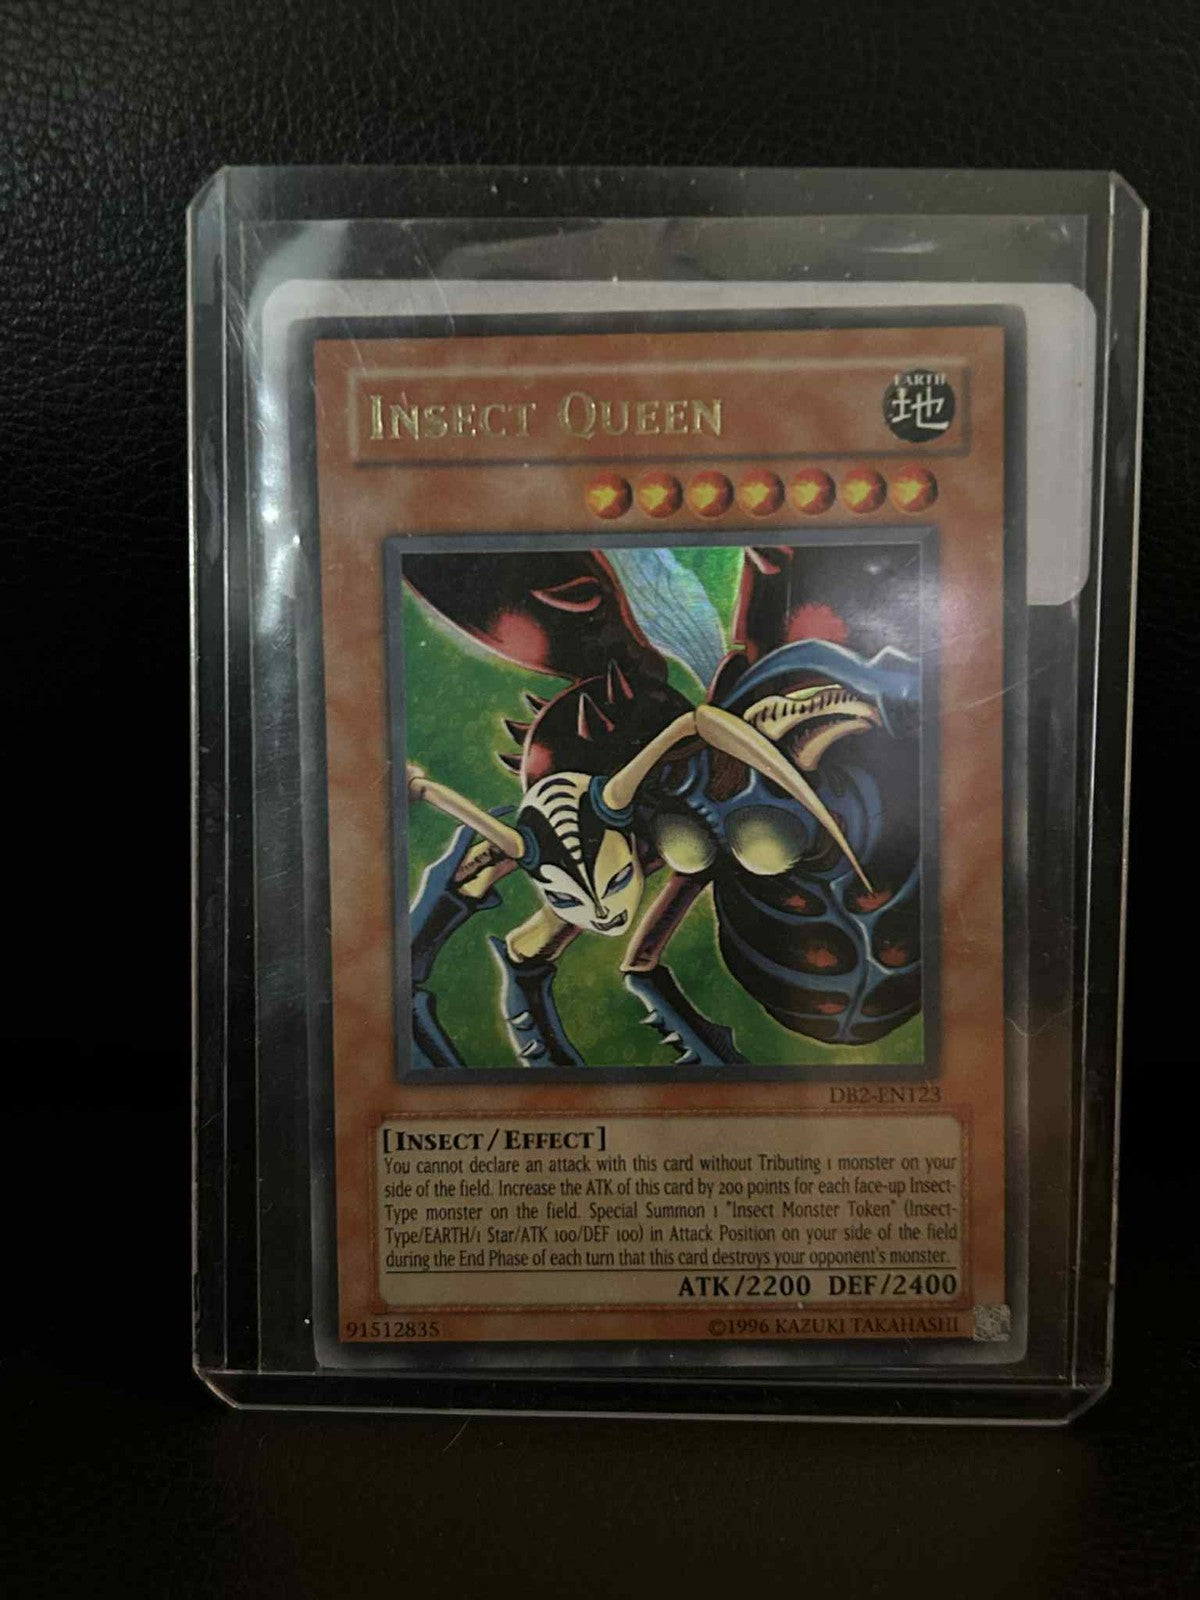 INSECT QUEEN
EARTH
地
DB2-EN123
[INSECT/EFFECT]
You cannot declare an attack with this card without Tributing 1 monster on your
side of the field. Increase the ATK of this card by 200 points for each face-up Insect-
Type monster on the field. Special Summon 1 "Insect Monster Token" (Insect-
Type/EARTH/1 Star/ATK 100/DEF 100) in Attack Position on your side of the field
during the End Phase of each turn that this card destroys your opponent's monster.
ATK/2200 DEF/2400
91512835
©1996 KAZUKI TAKAHASHI